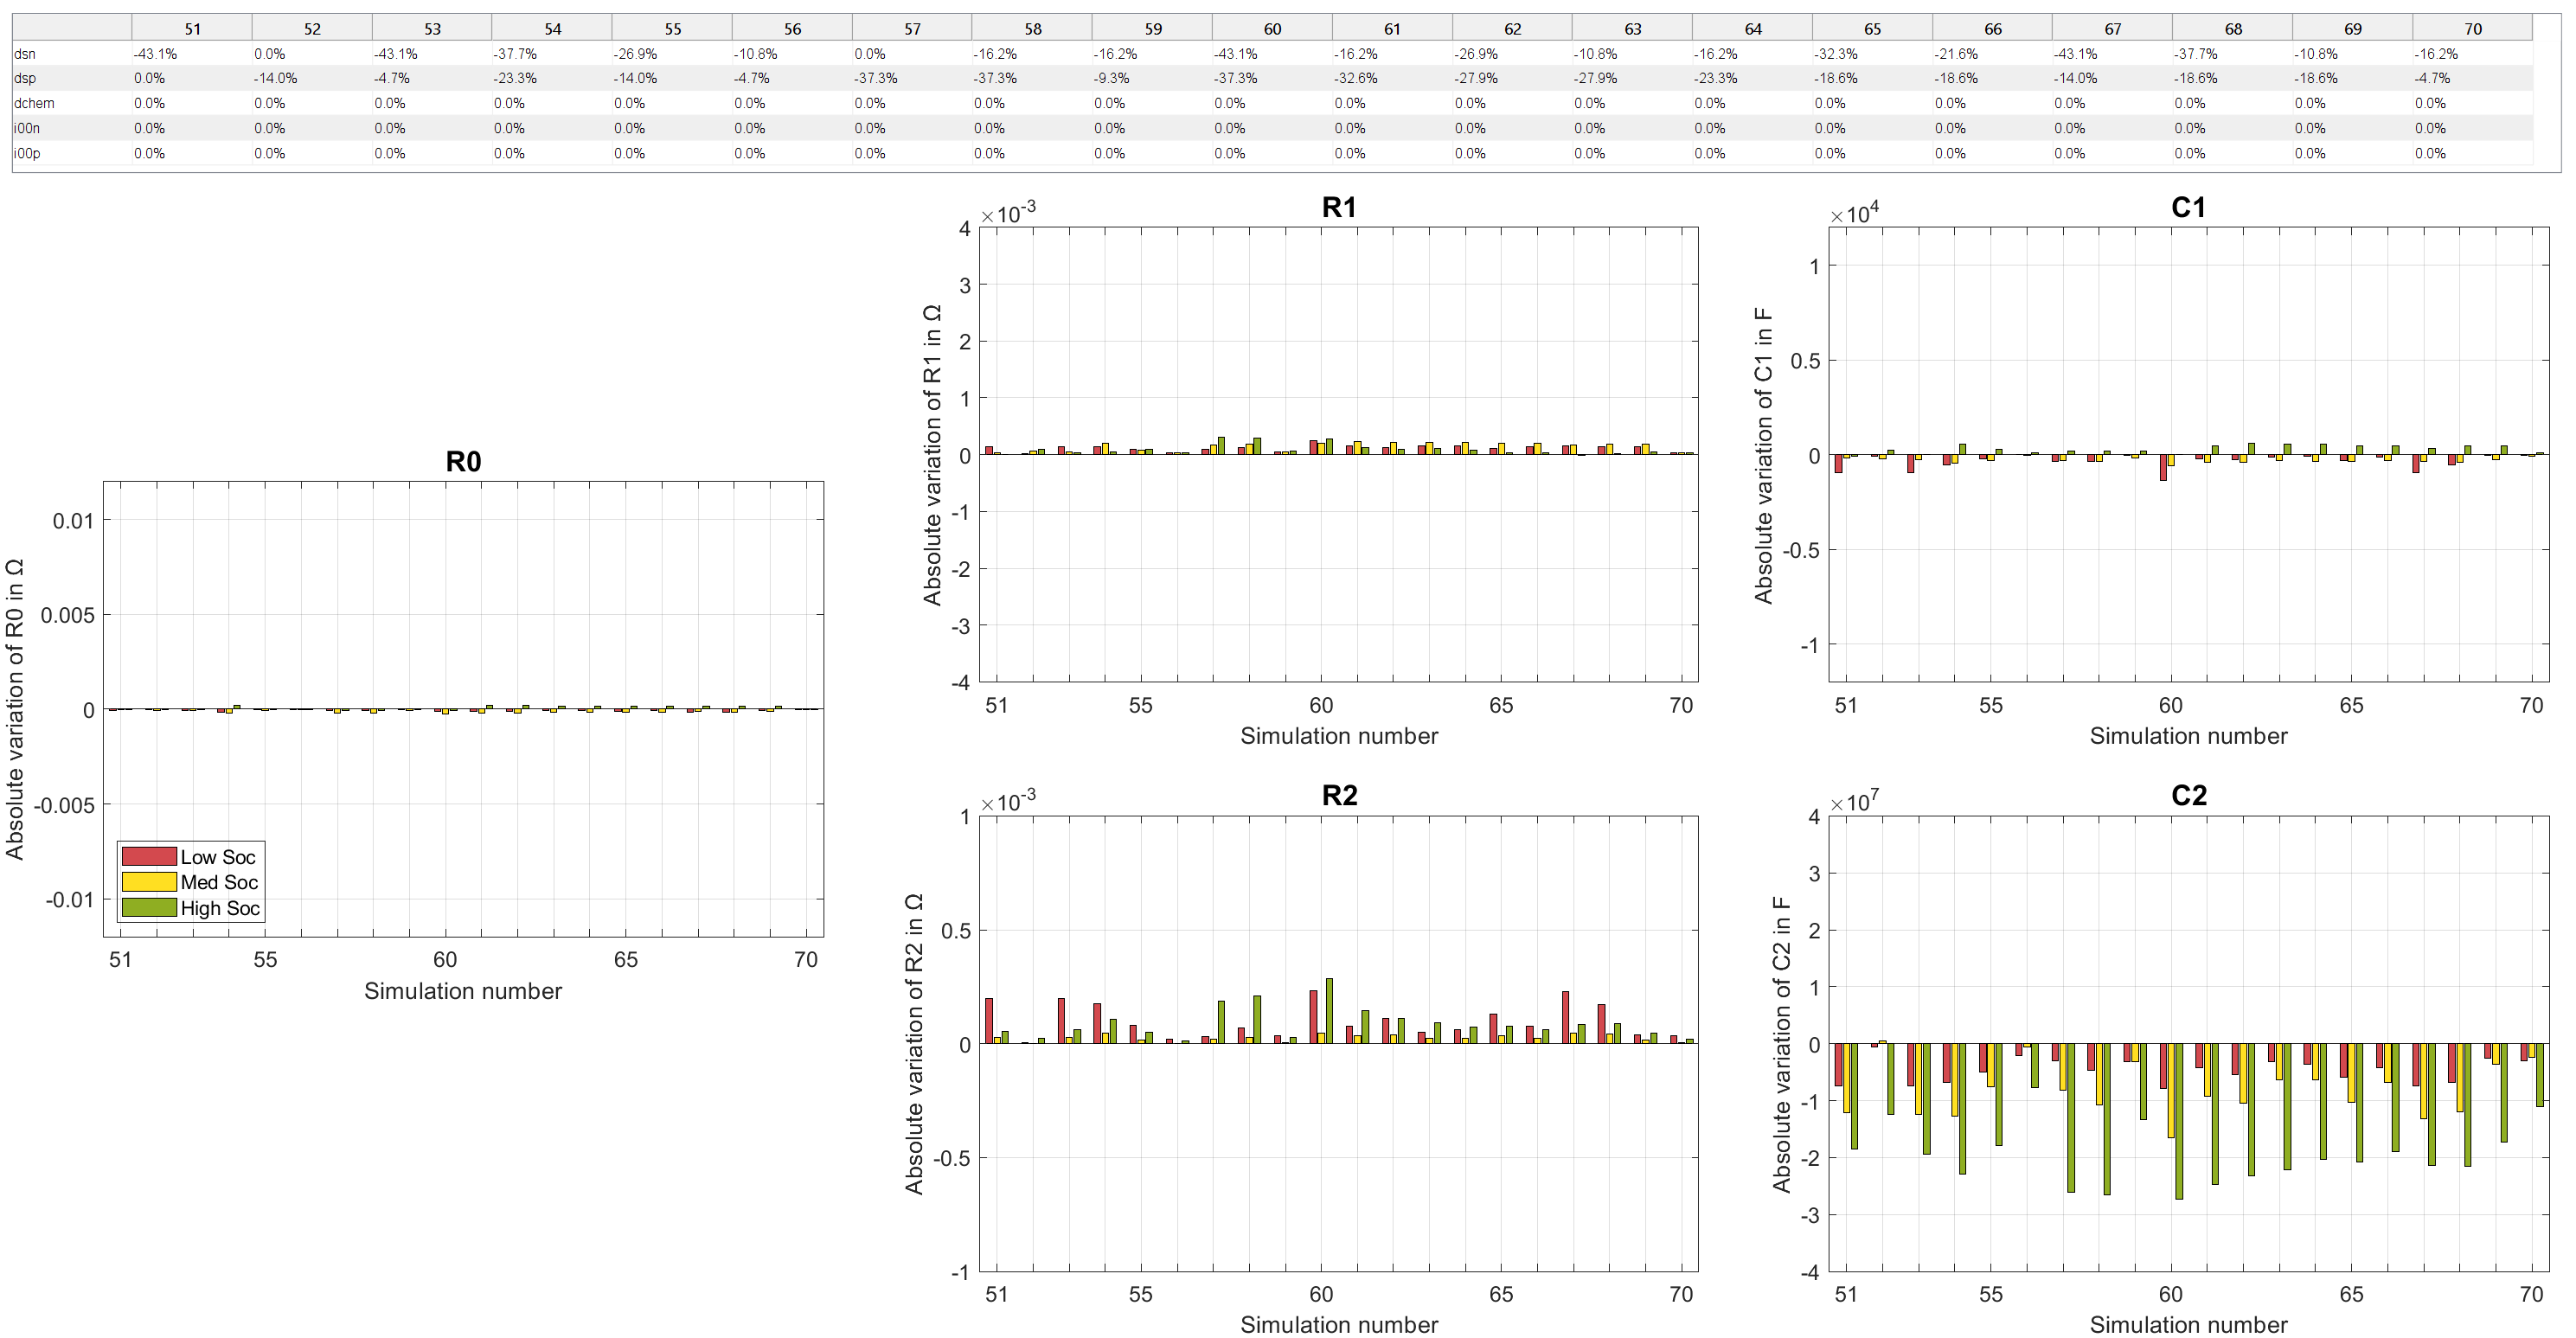 51 52 53 54 55 56 57 58 59 60 61 62 63 64 65 66 67 68 69 70
dsn -43.1% 0.0% -43.1% -37.7% -26.9% -10.8% 0.0% -16.2% -16.2% -43.1% -16.2% -26.9% -10.8% -16.2% -32.3% -21.6% -43.1% -37.7% -10.8% -16.2%
dsp 0.0% -14.0% -4.7% -23.3% -14.0% -4.7% -37.3% -37.3% -9.3% -37.3% -32.6% -27.9% -27.9% -23.3% -18.6% -18.6% -14.0% -18.6% -18.6% -4.7%
dchem 0.0% 0.0% 0.0% 0.0% 0.0% 0.0% 0.0% 0.0% 0.0% 0.0% 0.0% 0.0% 0.0% 0.0% 0.0% 0.0% 0.0% 0.0% 0.0% 0.0%
i00n 0.0% 0.0% 0.0% 0.0% 0.0% 0.0% 0.0% 0.0% 0.0% 0.0% 0.0% 0.0% 0.0% 0.0% 0.0% 0.0% 0.0% 0.0% 0.0% 0.0%
i00p 0.0% 0.0% 0.0% 0.0% 0.0% 0.0% 0.0% 0.0% 0.0% 0.0% 0.0% 0.0% 0.0% 0.0% 0.0% 0.0% 0.0% 0.0% 0.0% 0.0%
R0
Absolute variation of R0 in Ω
0.01
0.005
0
-0.005
-0.01
Low Soc
Med Soc
High Soc
51 55 60 65 70
Simulation number
R1
×10-3
Absolute variation of R1 in Ω
4
3
2
1
0
-1
-2
-3
-4
51 55 60 65 70
Simulation number
C1
×104
Absolute variation of C1 in F
1
0.5
0
-0.5
-1
51 55 60 65 70
Simulation number
R2
×10-3
Absolute variation of R2 in Ω
1
0.5
0
-0.5
-1
51 55 60 65 70
Simulation number
C2
×107
Absolute variation of C2 in F
4
3
2
1
0
-1
-2
-3
-4
51 55 60 65 70
Simulation number